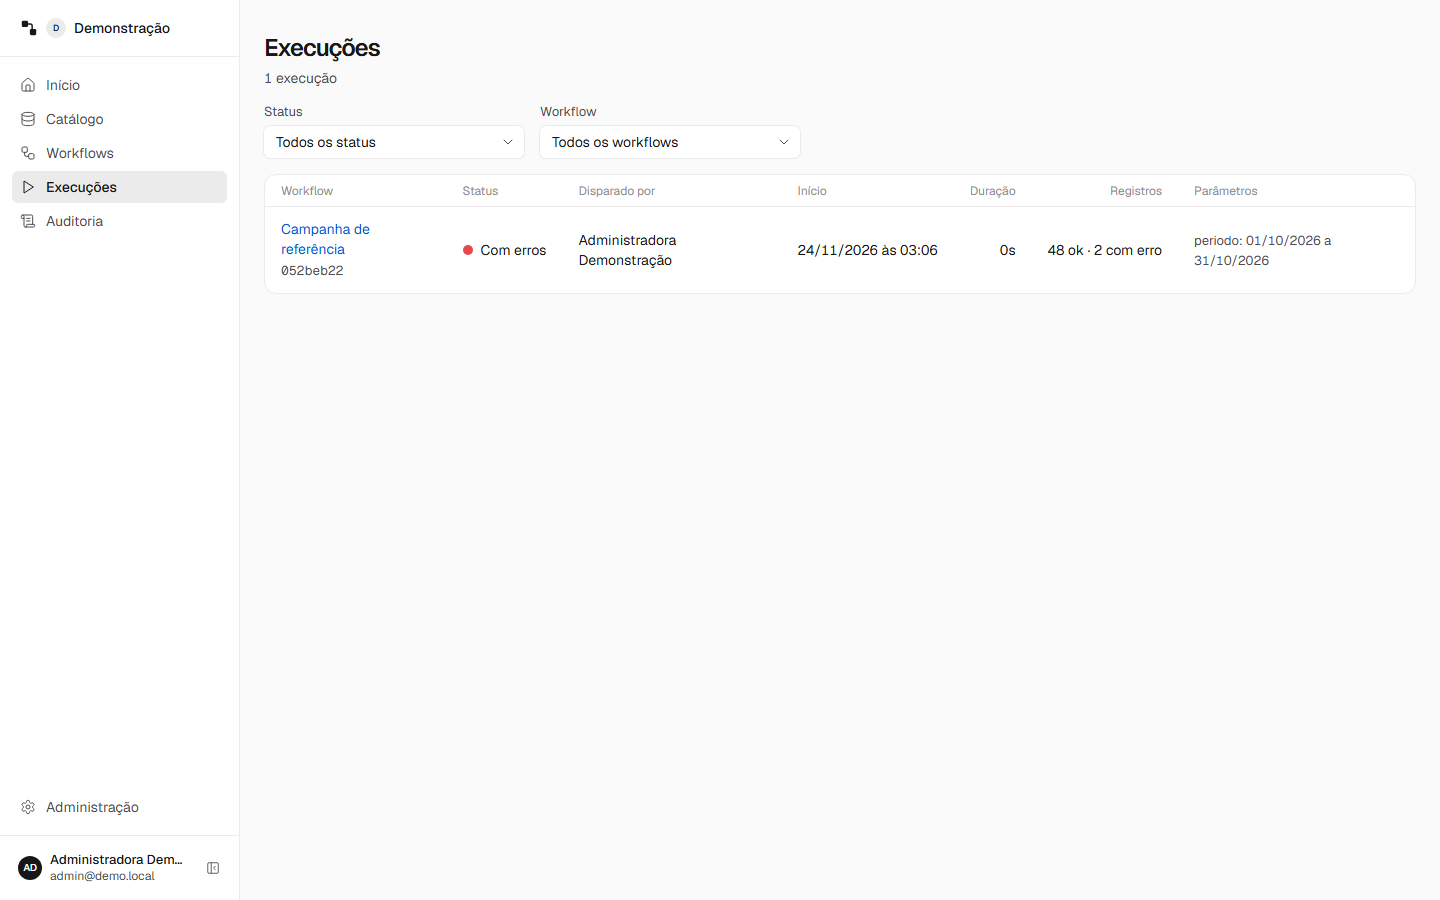 D Demonstração
Início
Catálogo
Workflows
Execuções
Auditoria
Administração
AD
Administradora Dem...
admin@demo.local
Execuções
1 execução
Status
Workflow
Todos os status
Todos os workflows
Workflow Status Disparado por Início Duração Registros Parâmetros
Campanha de
referência
052beb22
Com erros
Administradora
Demonstração
24/11/2026 às 03:06
0s
48 ok · 2 com erro
periodo: 01/10/2026 a
31/10/2026